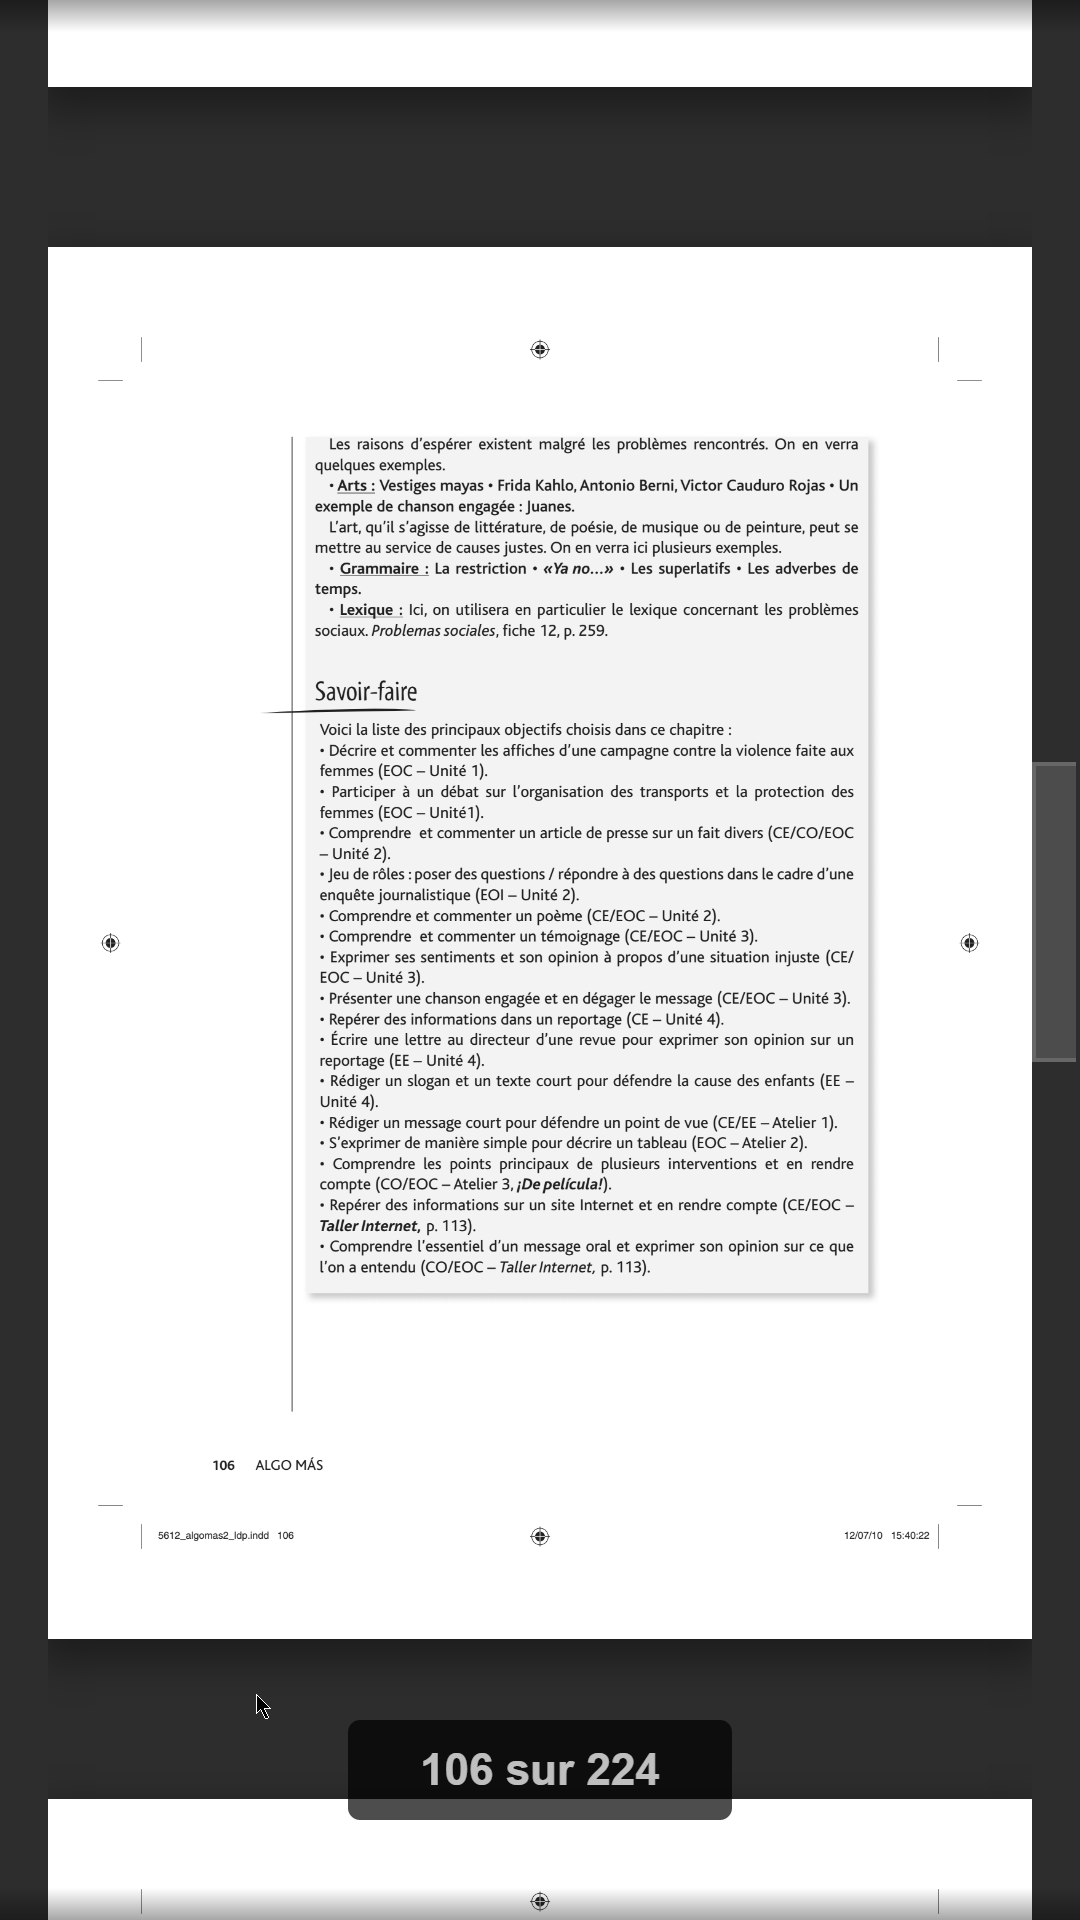 Les raisons d’espérer existent malgré les problèmes rencontrés. On en verra
quelques exemples.
• Arts : Vestiges mayas • Frida Kahlo, Antonio Berni, Victor Cauduro Rojas • Un
exemple de chanson engagée : Juanes.
L’art, qu’il s’agisse de littérature, de poésie, de musique ou de peinture, peut se
mettre au service de causes justes. On en verra ici plusieurs exemples.
• Grammaire : La restriction • «Ya no...» • Les superlatifs • Les adverbes de
temps.
• Lexique : Ici, on utilisera en particulier le lexique concernant les problèmes
sociaux. Problemas sociales, fiche 12, p. 259.
Savoir-faire
Voici la liste des principaux objectifs choisis dans ce chapitre :
• Décrire et commenter les affiches d’une campagne contre la violence faite aux
femmes (EOC – Unité 1).
• Participer à un débat sur l’organisation des transports et la protection des
femmes (EOC – Unité1).
• Comprendre et commenter un article de presse sur un fait divers (CE/CO/EOC
– Unité 2).
• Jeu de rôles : poser des questions / répondre à des questions dans le cadre d’une
enquête journalistique (EOI – Unité 2).
• Comprendre et commenter un poème (CE/EOC – Unité 2).
• Comprendre et commenter un témoignage (CE/EOC – Unité 3).
• Exprimer ses sentiments et son opinion à propos d’une situation injuste (CE/
EOC – Unité 3).
• Présenter une chanson engagée et en dégager le message (CE/EOC – Unité 3).
• Repérer des informations dans un reportage (CE – Unité 4).
• Écrire une lettre au directeur d’une revue pour exprimer son opinion sur un
reportage (EE – Unité 4).
• Rédiger un slogan et un texte court pour défendre la cause des enfants (EE –
Unité 4).
• Rédiger un message court pour défendre un point de vue (CE/EE – Atelier 1).
• S’exprimer de manière simple pour décrire un tableau (EOC – Atelier 2).
• Comprendre les points principaux de plusieurs interventions et en rendre
compte (CO/EOC – Atelier 3, ¡De película!).
• Repérer des informations sur un site Internet et en rendre compte (CE/EOC –
Taller Internet, p. 113).
• Comprendre l’essentiel d’un message oral et exprimer son opinion sur ce que
l’on a entendu (CO/EOC – Taller Internet, p. 113).
106 ALGO MÁS
5612_algomas2_ldp.indd 106
12/07/10 15:40:22
106 sur 224